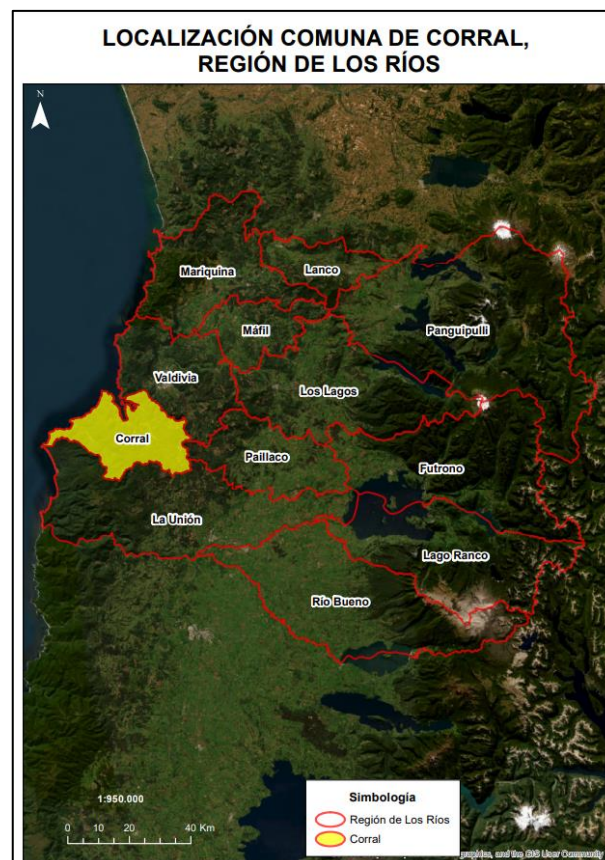 LOCALIZACIÓN COMUNA DE CORRAL,
REGIÓN DE LOS RÍOS
N
Mariquina
Lanco
Máfil
Panguipulli
Valdivia
Los Lagos
Corral
Paillaco
Futrono
La Unión
Lago Ranco
Río Bueno
1:950.000
0 10 20 40 Km
Simbología
Región de Los Ríos
Corral
and the GIS User Community